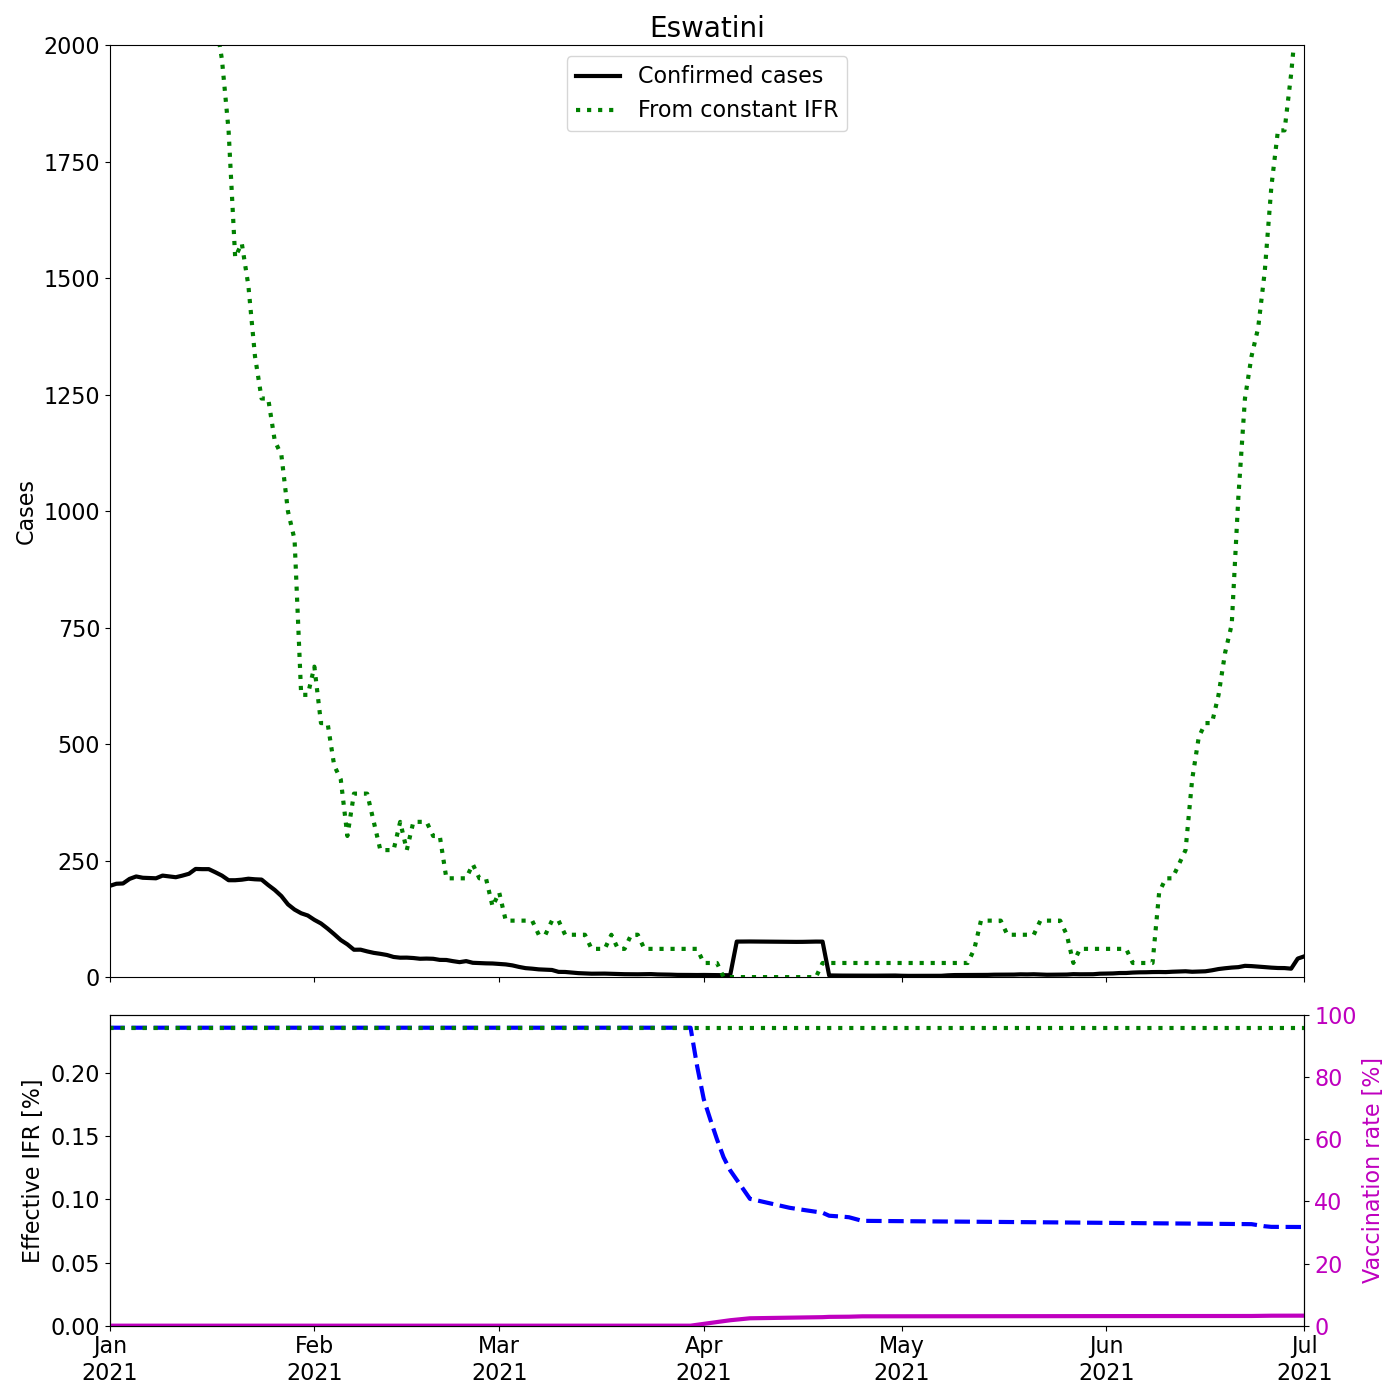 Eswatini
Confirmed cases
From constant IFR
Cases
2000
1750
1500
1250
1000
750
500
250
0
Effective IFR [%]
0.20
0.15
0.10
0.05
0.00
100
80
60
40
20
0
Vaccination rate [%]
Jan Feb Mar Apr May Jun Jul
2021 2021 2021 2021 2021 2021 2021